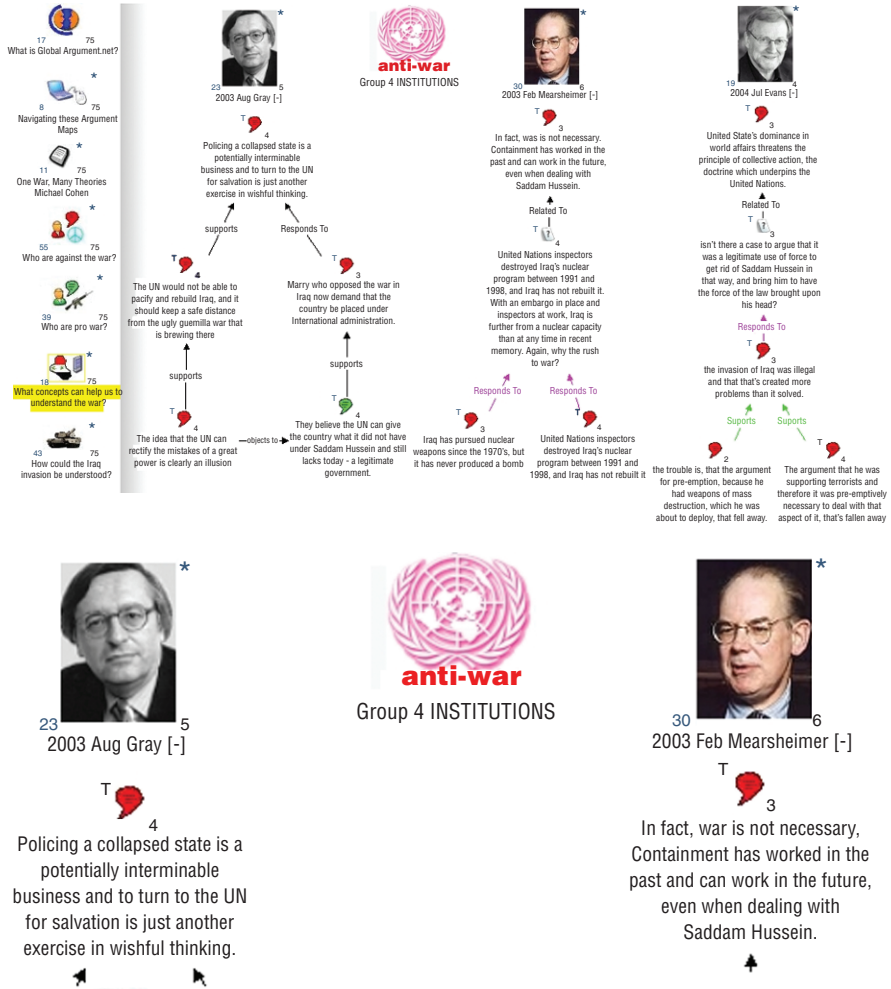 17 75
What is Global Argument.net?
*
8 75
Navigating these Argument
Maps
*
11 75
One War, Many Theories
Michael Cohen
*
55 75
Who are against the war?
*
39 75
Who are pro war?
*
18 75
What concepts can help us to
understand the war?
*
43 75
How could the Iraq
invasion be understood?
*
23 5
2003 Aug Gray [-]
T
4
Policing a collapsed state is a
potentially interminable
business and to turn to the UN
for salvation is just another
exercise in wishful thinking.
supports
Responds To
T
4
The UN would not be able to
pacify and rebuild Iraq, and it
should keep a safe distance
from the ugly guemilla war that
is brewing there
T
3
Marry who opposed the war in
Iraq now demand that the
country be placed under
International administration.
supports
supports
T
4
The idea that the UN can
rectify the mistakes of a great
power is clearly an illusion
objects to
T
4
They believe the UN can give
the country what it did not have
under Saddam Hussein and still
lacks today - a legitimate
government.
anti-war
Group 4 INSTITUTIONS
*
30 6
2003 Feb Mearsheimer [-]
T
3
In fact, was is not necessary.
Containment has worked in the
past and can work in the future,
even when dealing with
Saddam Hussein.
Related To
T ?
4
United Nations inspectors
destroyed Iraq's nuclear
program between 1991 and
1998, and Iraq has not rebuilt it.
With an embargo in place and
inspectors at work, Iraq is
further from a nuclear capacity
than at any time in recent
memory. Again, why the rush
to war?
Responds To
Responds To
T
3
Iraq has pursued nuclear
weapons since the 1970's, but
it has never produced a bomb
T
4
United Nations inspectors
destroyed Iraq's nuclear
program between 1991 and
1998, and Iraq has not rebuilt it
*
19 4
2004 Jul Evans [-]
T
3
United State's dominance in
world affairs threatens the
principle of collective action, the
doctrine which underpins the
United Nations.
Related To
T ?
3
isn't there a case to argue that it
was a legitimate use of force to
get rid of Saddam Hussein in
that way, and bring him to have
the force of the law brought upon
his head?
Responds To
T
3
the invasion of Iraq was illegal
and that that's created more
problems than it solved.
Suports
Suports
2
the trouble is, that the argument
for pre-emption, because he
had weapons of mass
destruction, which he was
about to deploy, that fell away.
T
4
The argument that he was
supporting terrorists and
therefore it was pre-emptively
necessary to deal with that
aspect of it, that's fallen away
*
23 5
2003 Aug Gray [-]
T
4
Policing a collapsed state is a
potentially interminable
business and to turn to the UN
for salvation is just another
exercise in wishful thinking.
anti-war
Group 4 INSTITUTIONS
*
30 6
2003 Feb Mearsheimer [-]
T
3
In fact, war is not necessary,
Containment has worked in the
past and can work in the future,
even when dealing with
Saddam Hussein.